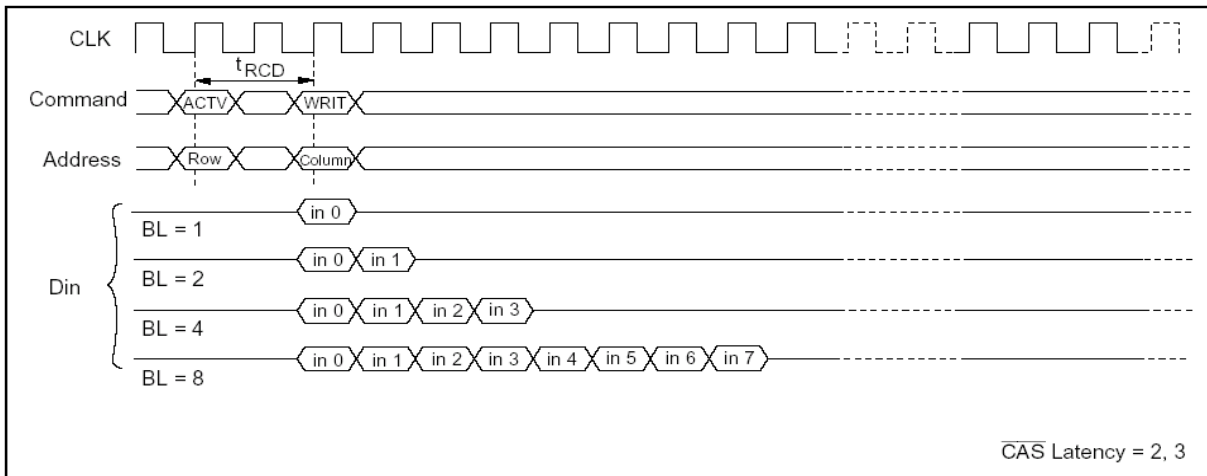 CLK
t RCD
Command ACTV WRIT
Address Row Column
Din
BL = 1 in 0
BL = 2 in 0 in 1
BL = 4 in 0 in 1 in 2 in 3
BL = 8 in 0 in 1 in 2 in 3 in 4 in 5 in 6 in 7
CAS Latency = 2, 3